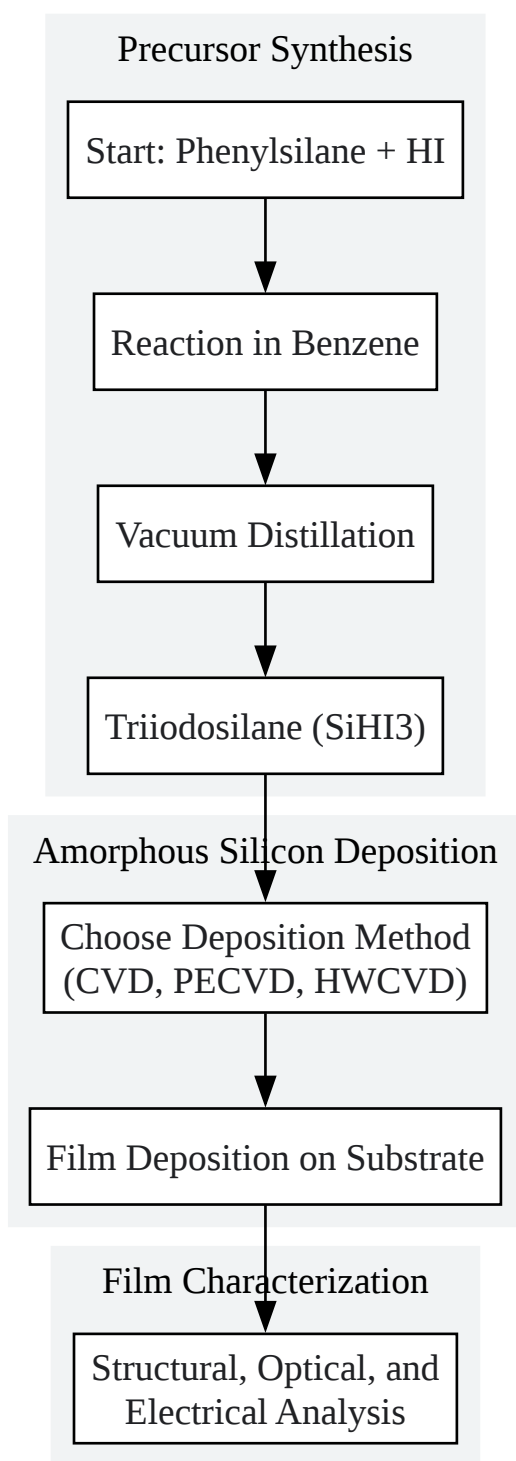 Precursor Synthesis
Start: Phenylsilane + HI
Reaction in Benzene
Vacuum Distillation
Triiodosilane (SiHI3)
Amorphous Silicon Deposition
Choose Deposition Method
(CVD, PECVD, HWCVD)
Film Deposition on Substrate
Film Characterization
Structural, Optical, and
Electrical Analysis